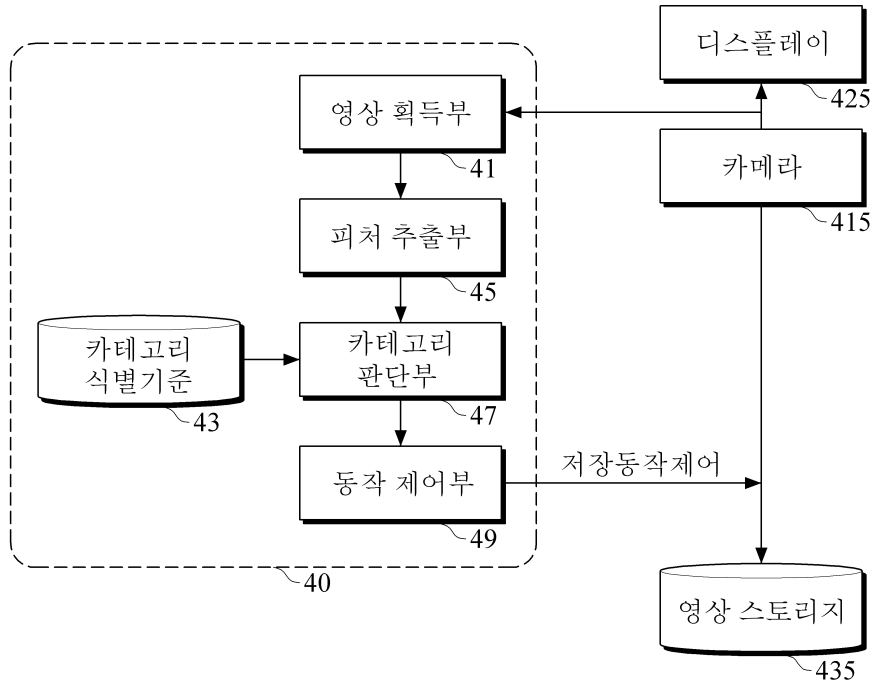 디스플레이
425
영상 획득부
41
카메라
415
피처 추출부
45
카테고리
식별기준
43
카테고리
판단부
47
동작 제어부
49
저장동작제어
40
영상 스토리지
435